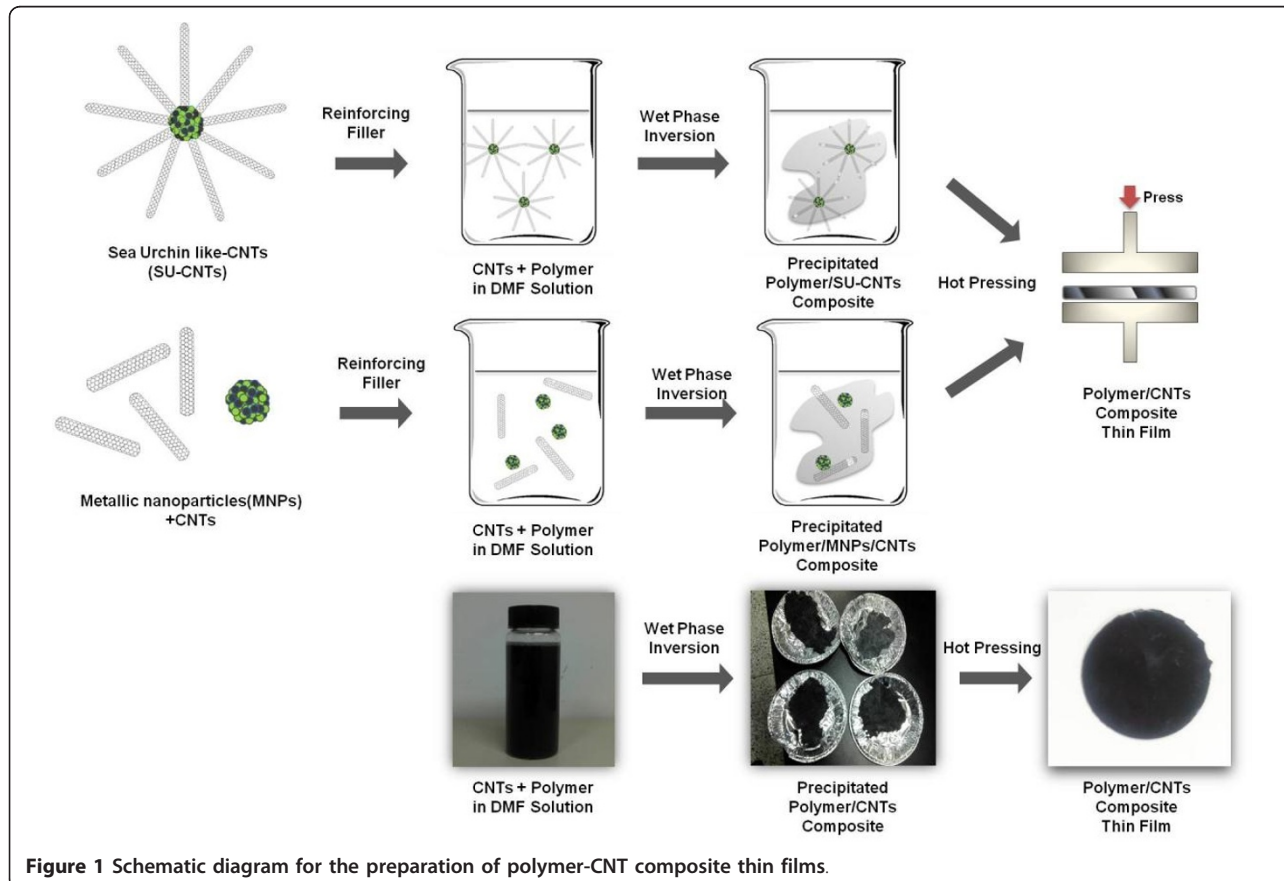 Reinforcing
Filler
Wet Phase
Inversion
Press
Sea Urchin like-CNTs
(SU-CNTs)
CNTs + Polymer
in DMF Solution
Precipitated
Polymer/SU-CNTs
Composite
Hot Pressing
Reinforcing
Filler
Wet Phase
Inversion
Polymer/CNTs
Composite
Thin Film
Metallic nanoparticles(MNPs)
+CNTs
CNTs + Polymer
in DMF Solution
Precipitated
Polymer/MNPs/CNTs
Composite
Wet Phase
Inversion
Hot Pressing
CNTs + Polymer
in DMF Solution
Precipitated
Polymer/CNTs
Composite
Polymer/CNTs
Composite
Thin Film
Figure 1 Schematic diagram for the preparation of polymer-CNT composite thin films.